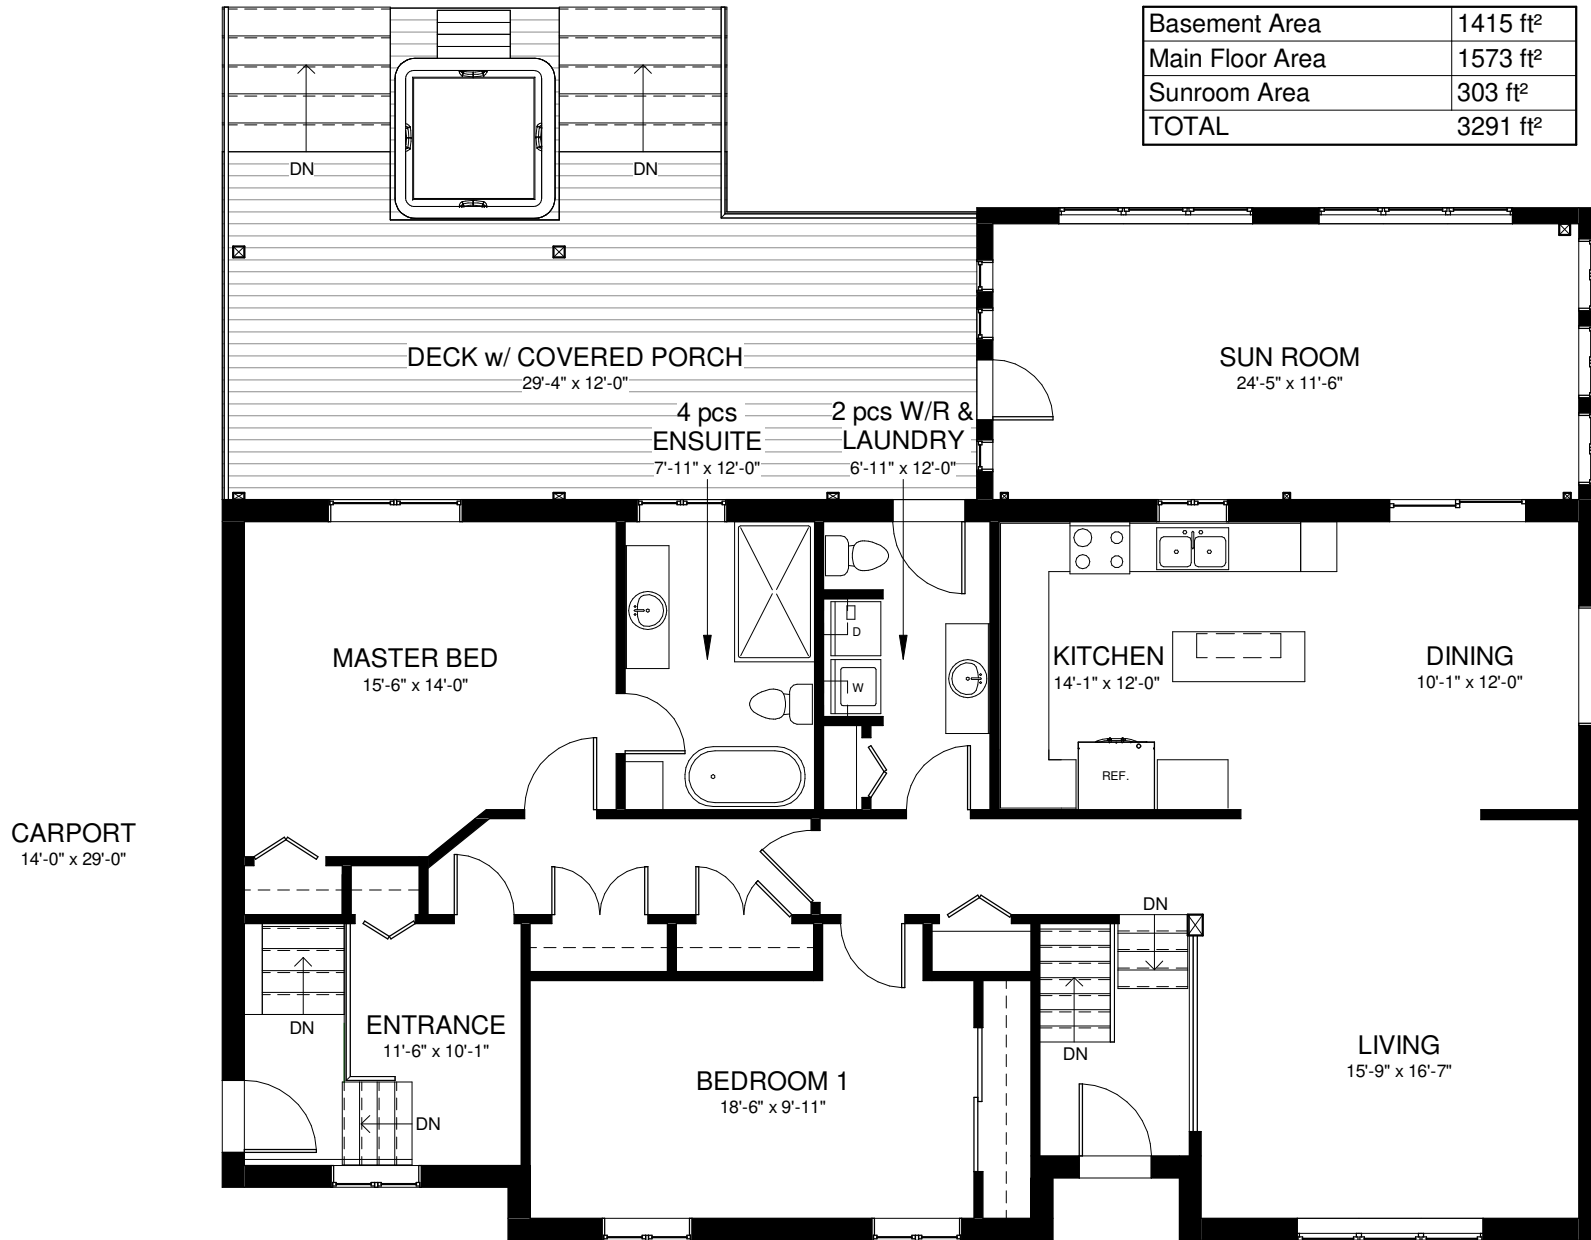 Basement Area 1415 ft²
Main Floor Area 1573 ft²
Sunroom Area 303 ft²
TOTAL 3291 ft²
DN
DN
DECK w/ COVERED PORCH
29'-4" x 12'-0"
SUN ROOM
24'-5" x 11'-6"
4 pcs
ENSUITE
7'-11" x 12'-0"
2 pcs W/R &
LAUNDRY
6'-11" x 12'-0"
MASTER BED
15'-6" x 14'-0"
D
W
KITCHEN
14'-1" x 12'-0"
DINING
10'-1" x 12'-0"
REF.
CARPORT
14'-0" x 29'-0"
DN
DN
ENTRANCE
11'-6" x 10'-1"
DN
DN
BEDROOM 1
18'-6" x 9'-11"
LIVING
15'-9" x 16'-7"